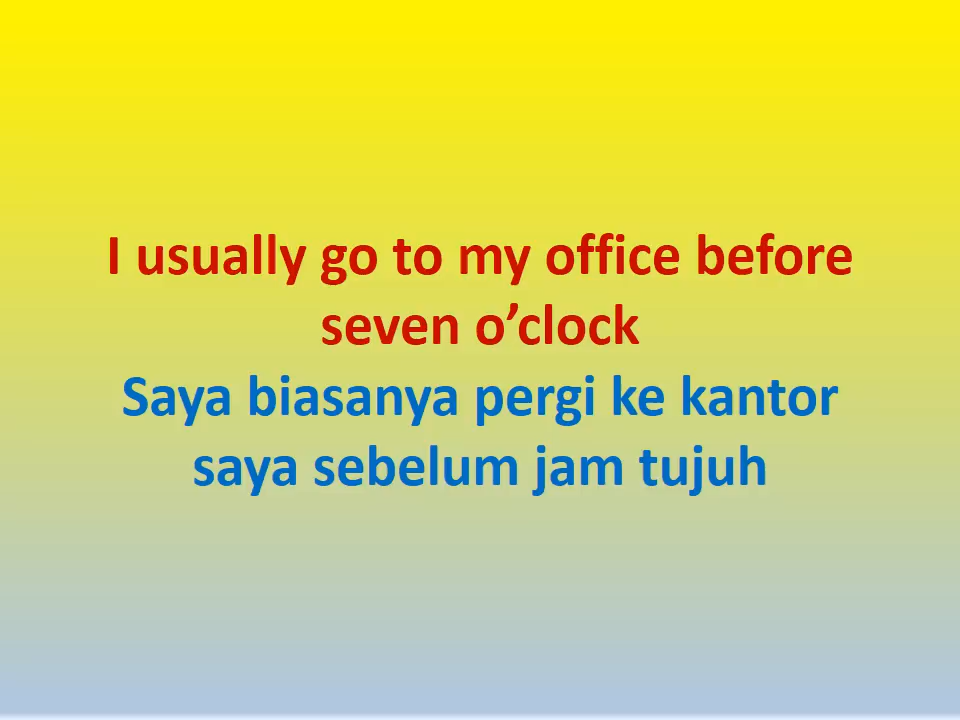 I usually go to my office before
seven o’clock
Saya biasanya pergi ke kantor
saya sebelum jam tujuh